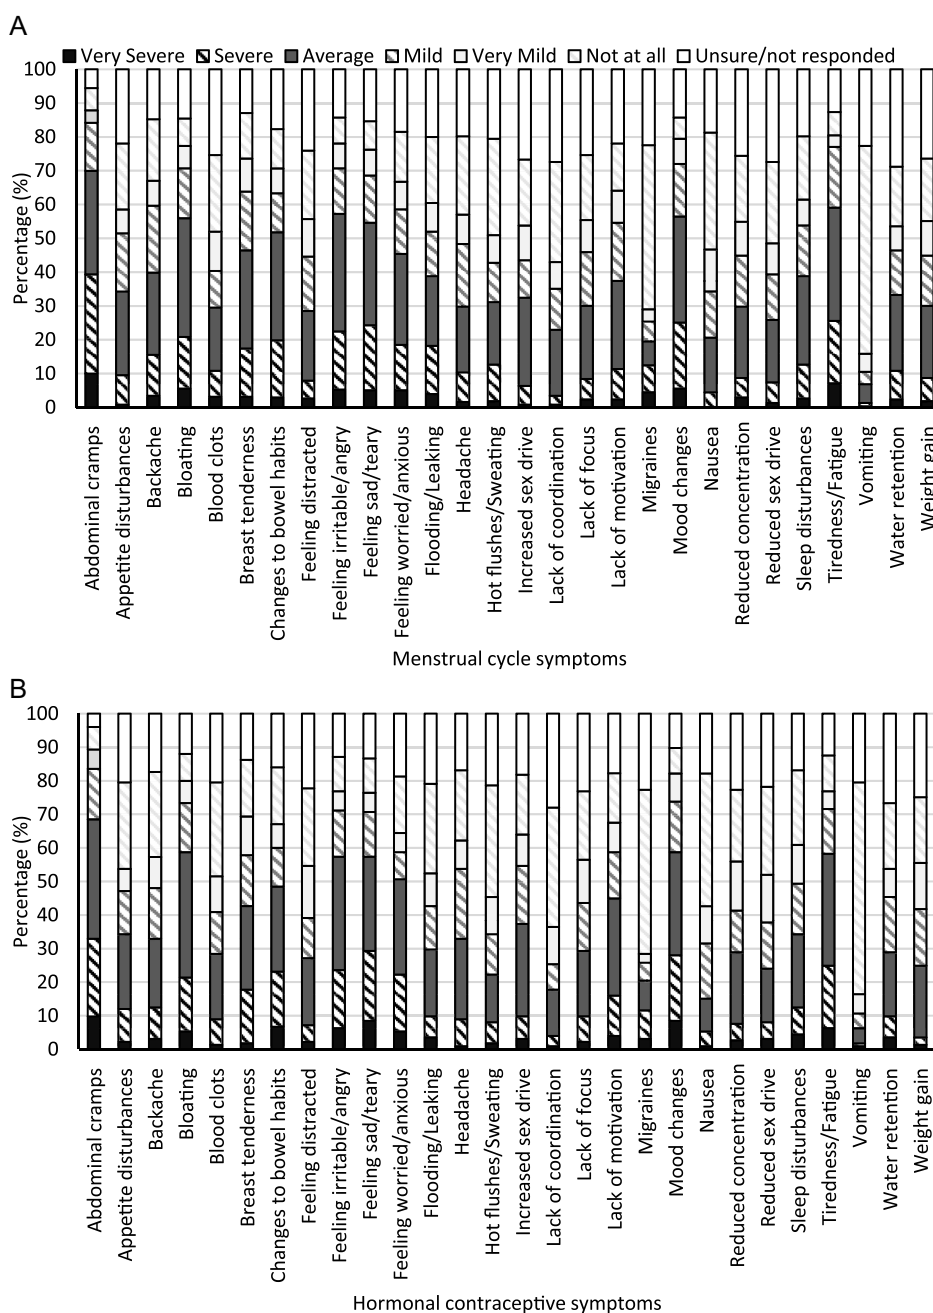 A
Very Severe Severe Average Mild Very Mild Not at all Unsure/not responded
100
90
80
70
60
50
40
30
20
10
0
Percentage (%)
Abdominal cramps
Appetite disturbances
Backache
Bloating
Blood clots
Breast tenderness
Changes to bowel habits
Feeling distracted
Feeling irritable/angry
Feeling sad/teary
Feeling worried/anxious
Flooding/Leaking
Headache
Hot flushes/Sweating
Increased sex drive
Lack of coordination
Lack of focus
Lack of motivation
Migraines
Mood changes
Nausea
Reduced concentration
Reduced sex drive
Sleep disturbances
Tiredness/Fatigue
Vomiting
Water retention
Weight gain
Menstrual cycle symptoms
B
100
90
80
70
60
50
40
30
20
10
0
Percentage (%)
Abdominal cramps
Appetite disturbances
Backache
Bloating
Blood clots
Breast tenderness
Changes to bowel habits
Feeling distracted
Feeling irritable/angry
Feeling sad/teary
Feeling worried/anxious
Flooding/Leaking
Headache
Hot flushes/Sweating
Increased sex drive
Lack of coordination
Lack of focus
Lack of motivation
Migraines
Mood changes
Nausea
Reduced concentration
Reduced sex drive
Sleep disturbances
Tiredness/Fatigue
Vomiting
Water retention
Weight gain
Hormonal contraceptive symptoms